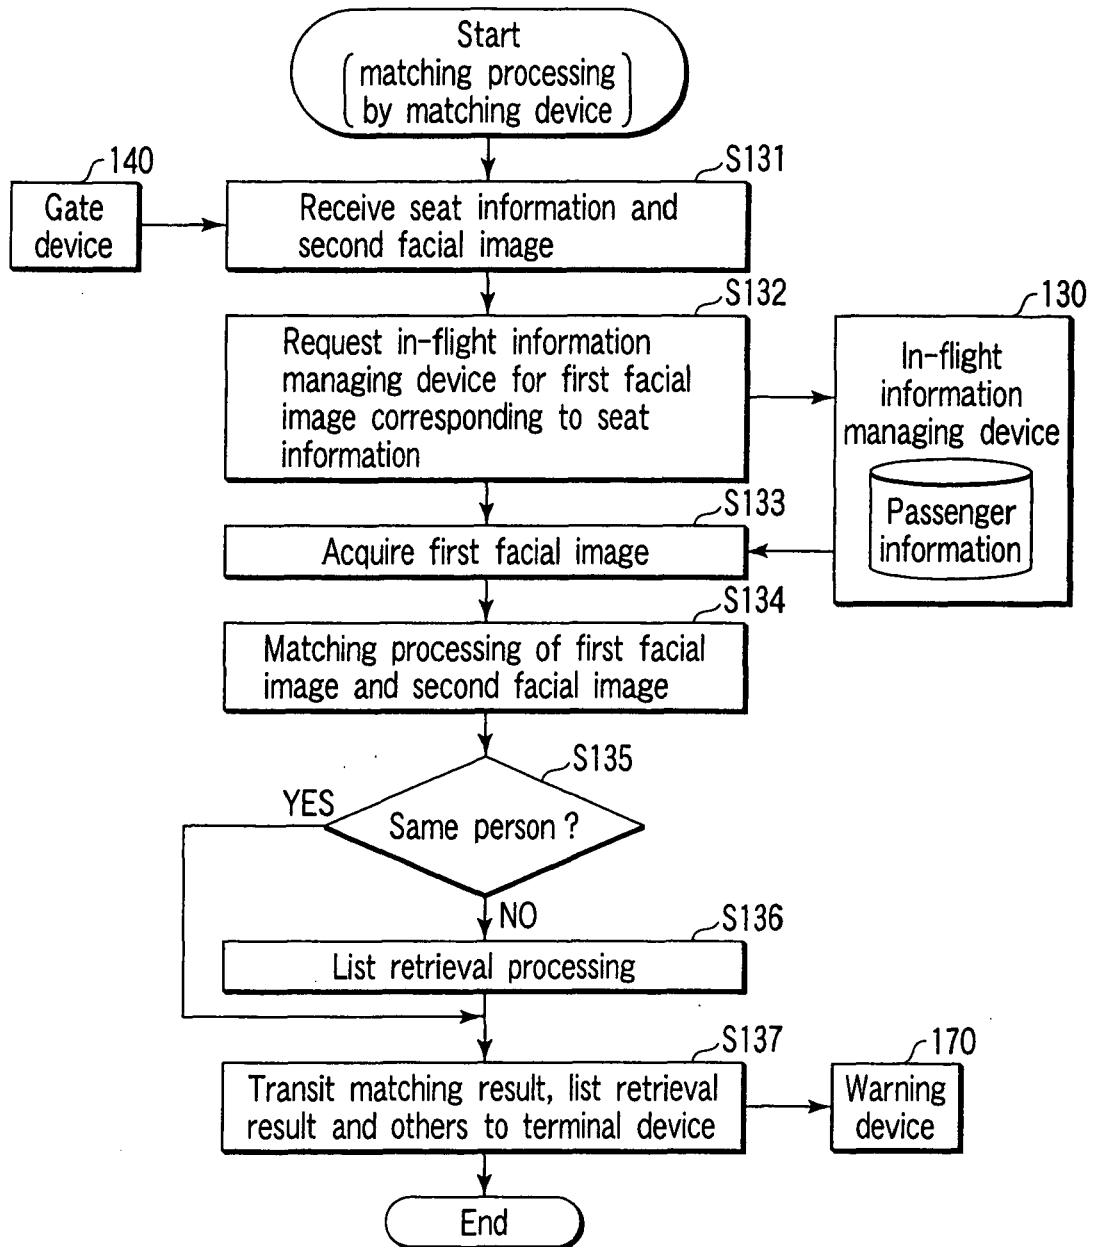 Start
matching processing
by matching device
140
Gate
device
S131
Receive seat information and
second facial image
S132
Request in-flight information
managing device for first facial
image corresponding to seat
information
130
In-flight
information
managing device
Passenger
information
S133
Acquire first facial image
S134
Matching processing of first facial
image and second facial image
S135
YES
Same person?
NO
S136
List retrieval processing
S137
Transit matching result, list retrieval
result and others to terminal device
170
Warning
device
End